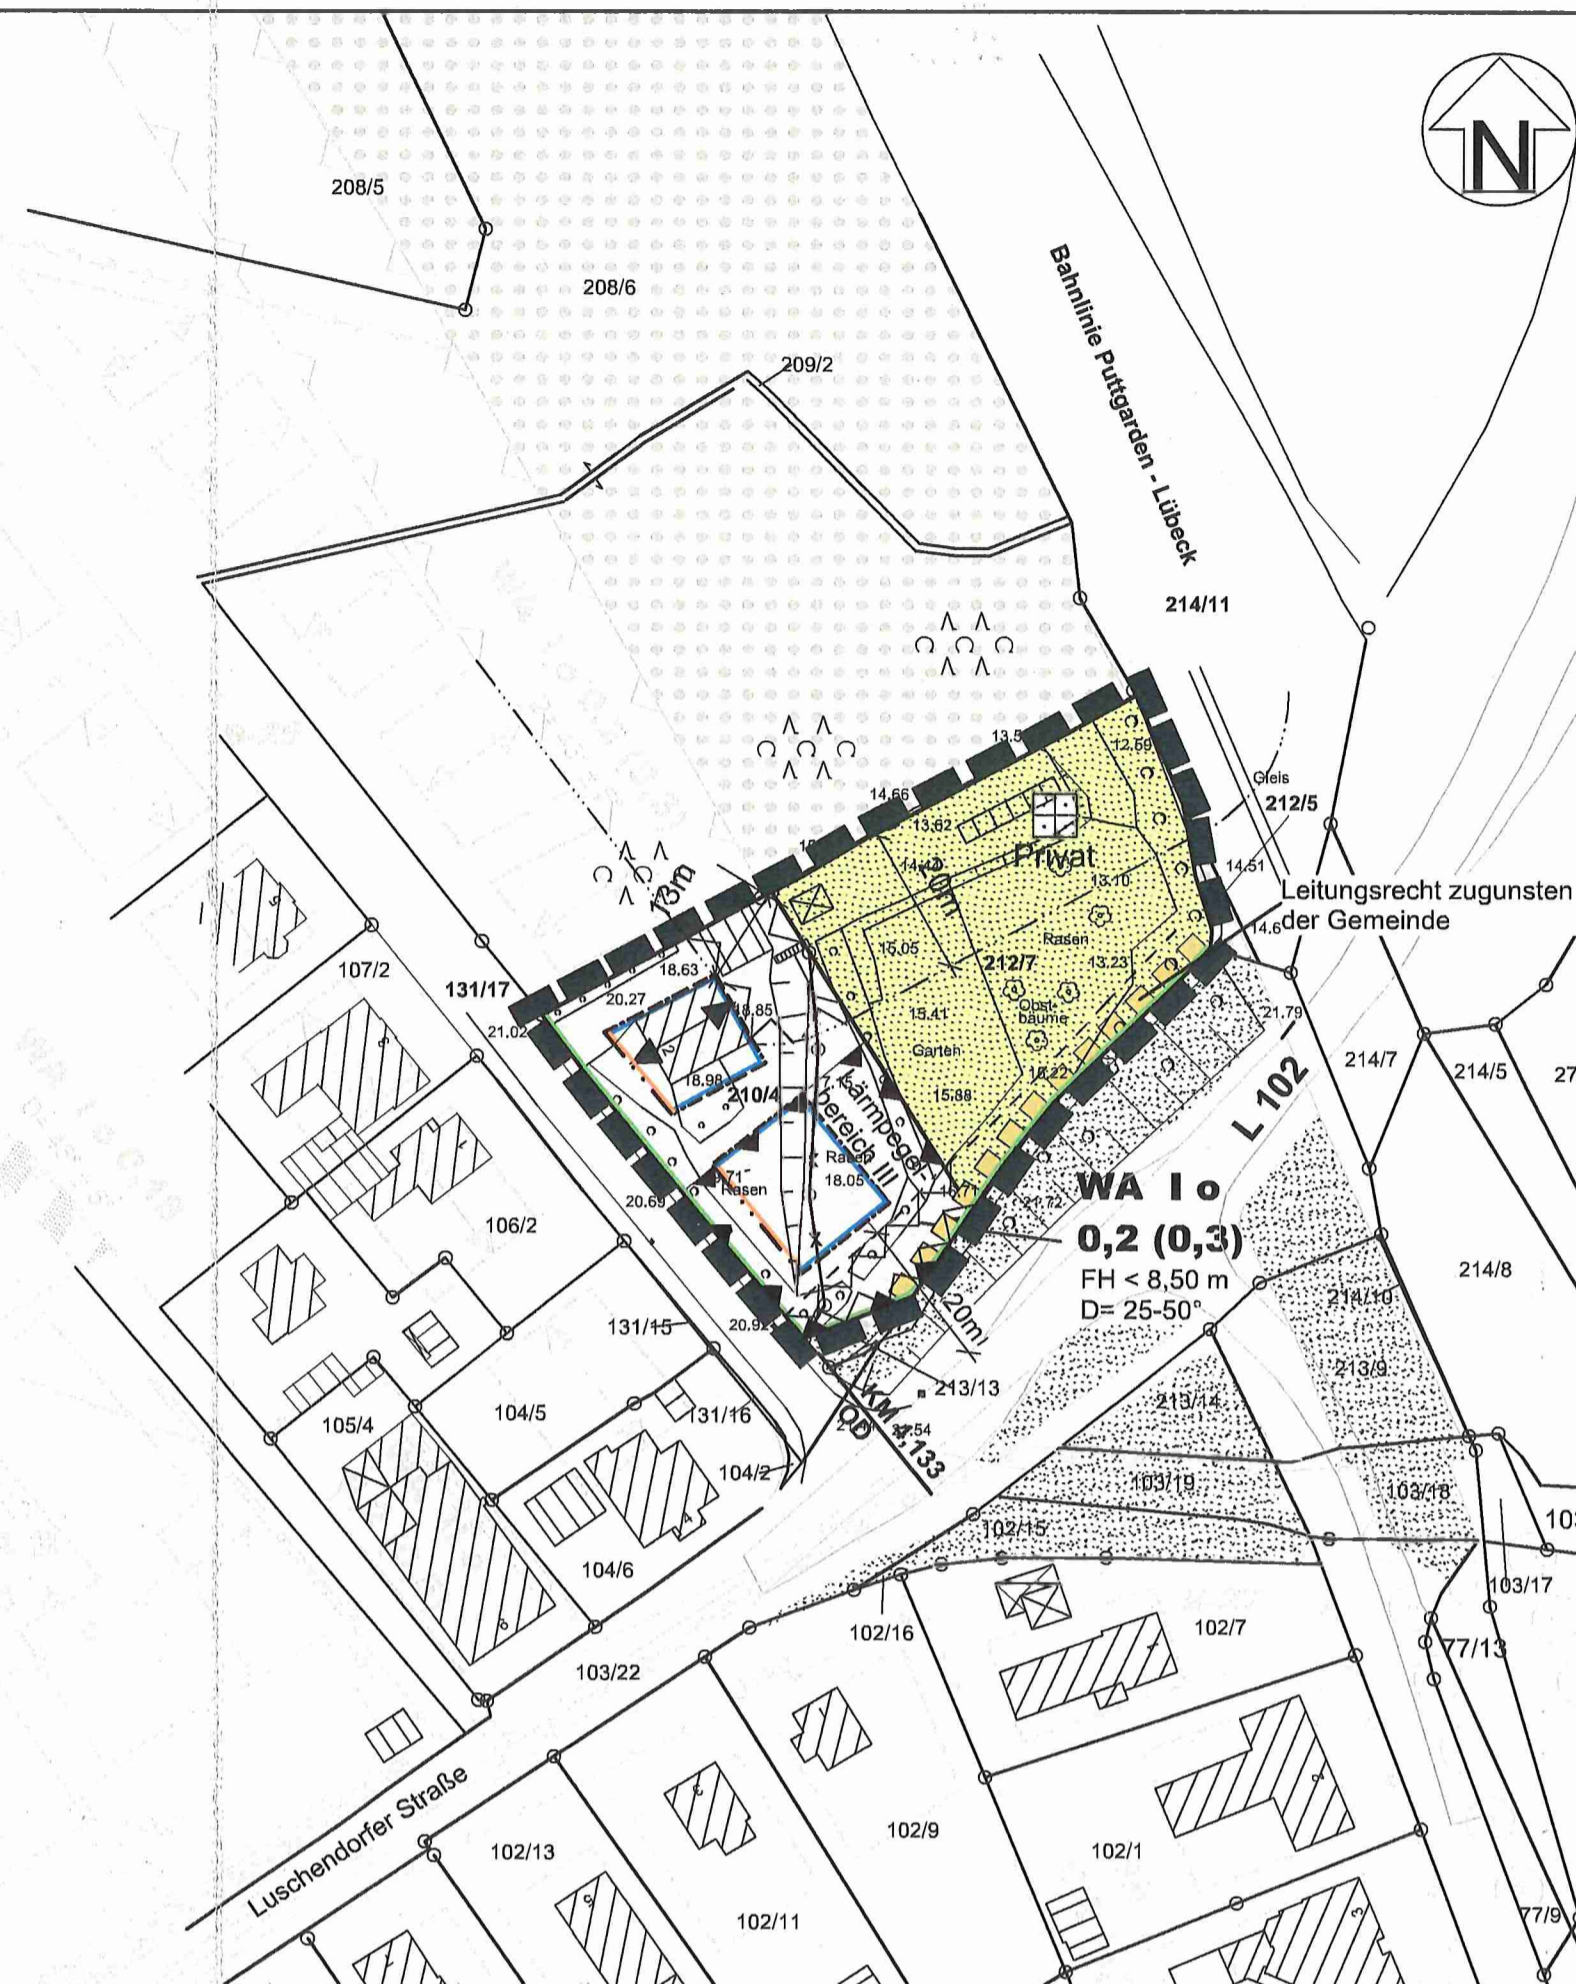 N
208/5
208/6
209/2
Bahnlinie Puttgarden - Lübeck
214/11
Gleis
212/5
13.5
12.59
14.66
13.62
Privat
13.10
14.51
Leitungsrecht zugunsten
der Gemeinde
13m
10m
15.05
Rasen
13.23
212/7
Obst-
bäume
15.41
Garten
15.88
107/2
131/17
18.63
20.27
18.85
21.02
18.98
210/4
Lärmpegel-
bereich III
Rasen
18.05
Rasen
21.79
214/7
214/5
L 102
20.69
106/2
WA I o
0,2 (0,3)
FH < 8,50 m
D= 25-50°
214/8
214/10
20m
131/15
213/13
213/9
213/14
KM 4,133
OD
105/4
104/5
131/16
104/2
103/19
103/18
102/15
104/6
103/17
102/16
102/7
103/22
77/13
Luschendorfer Straße
102/9
102/1
102/13
102/11
77/9